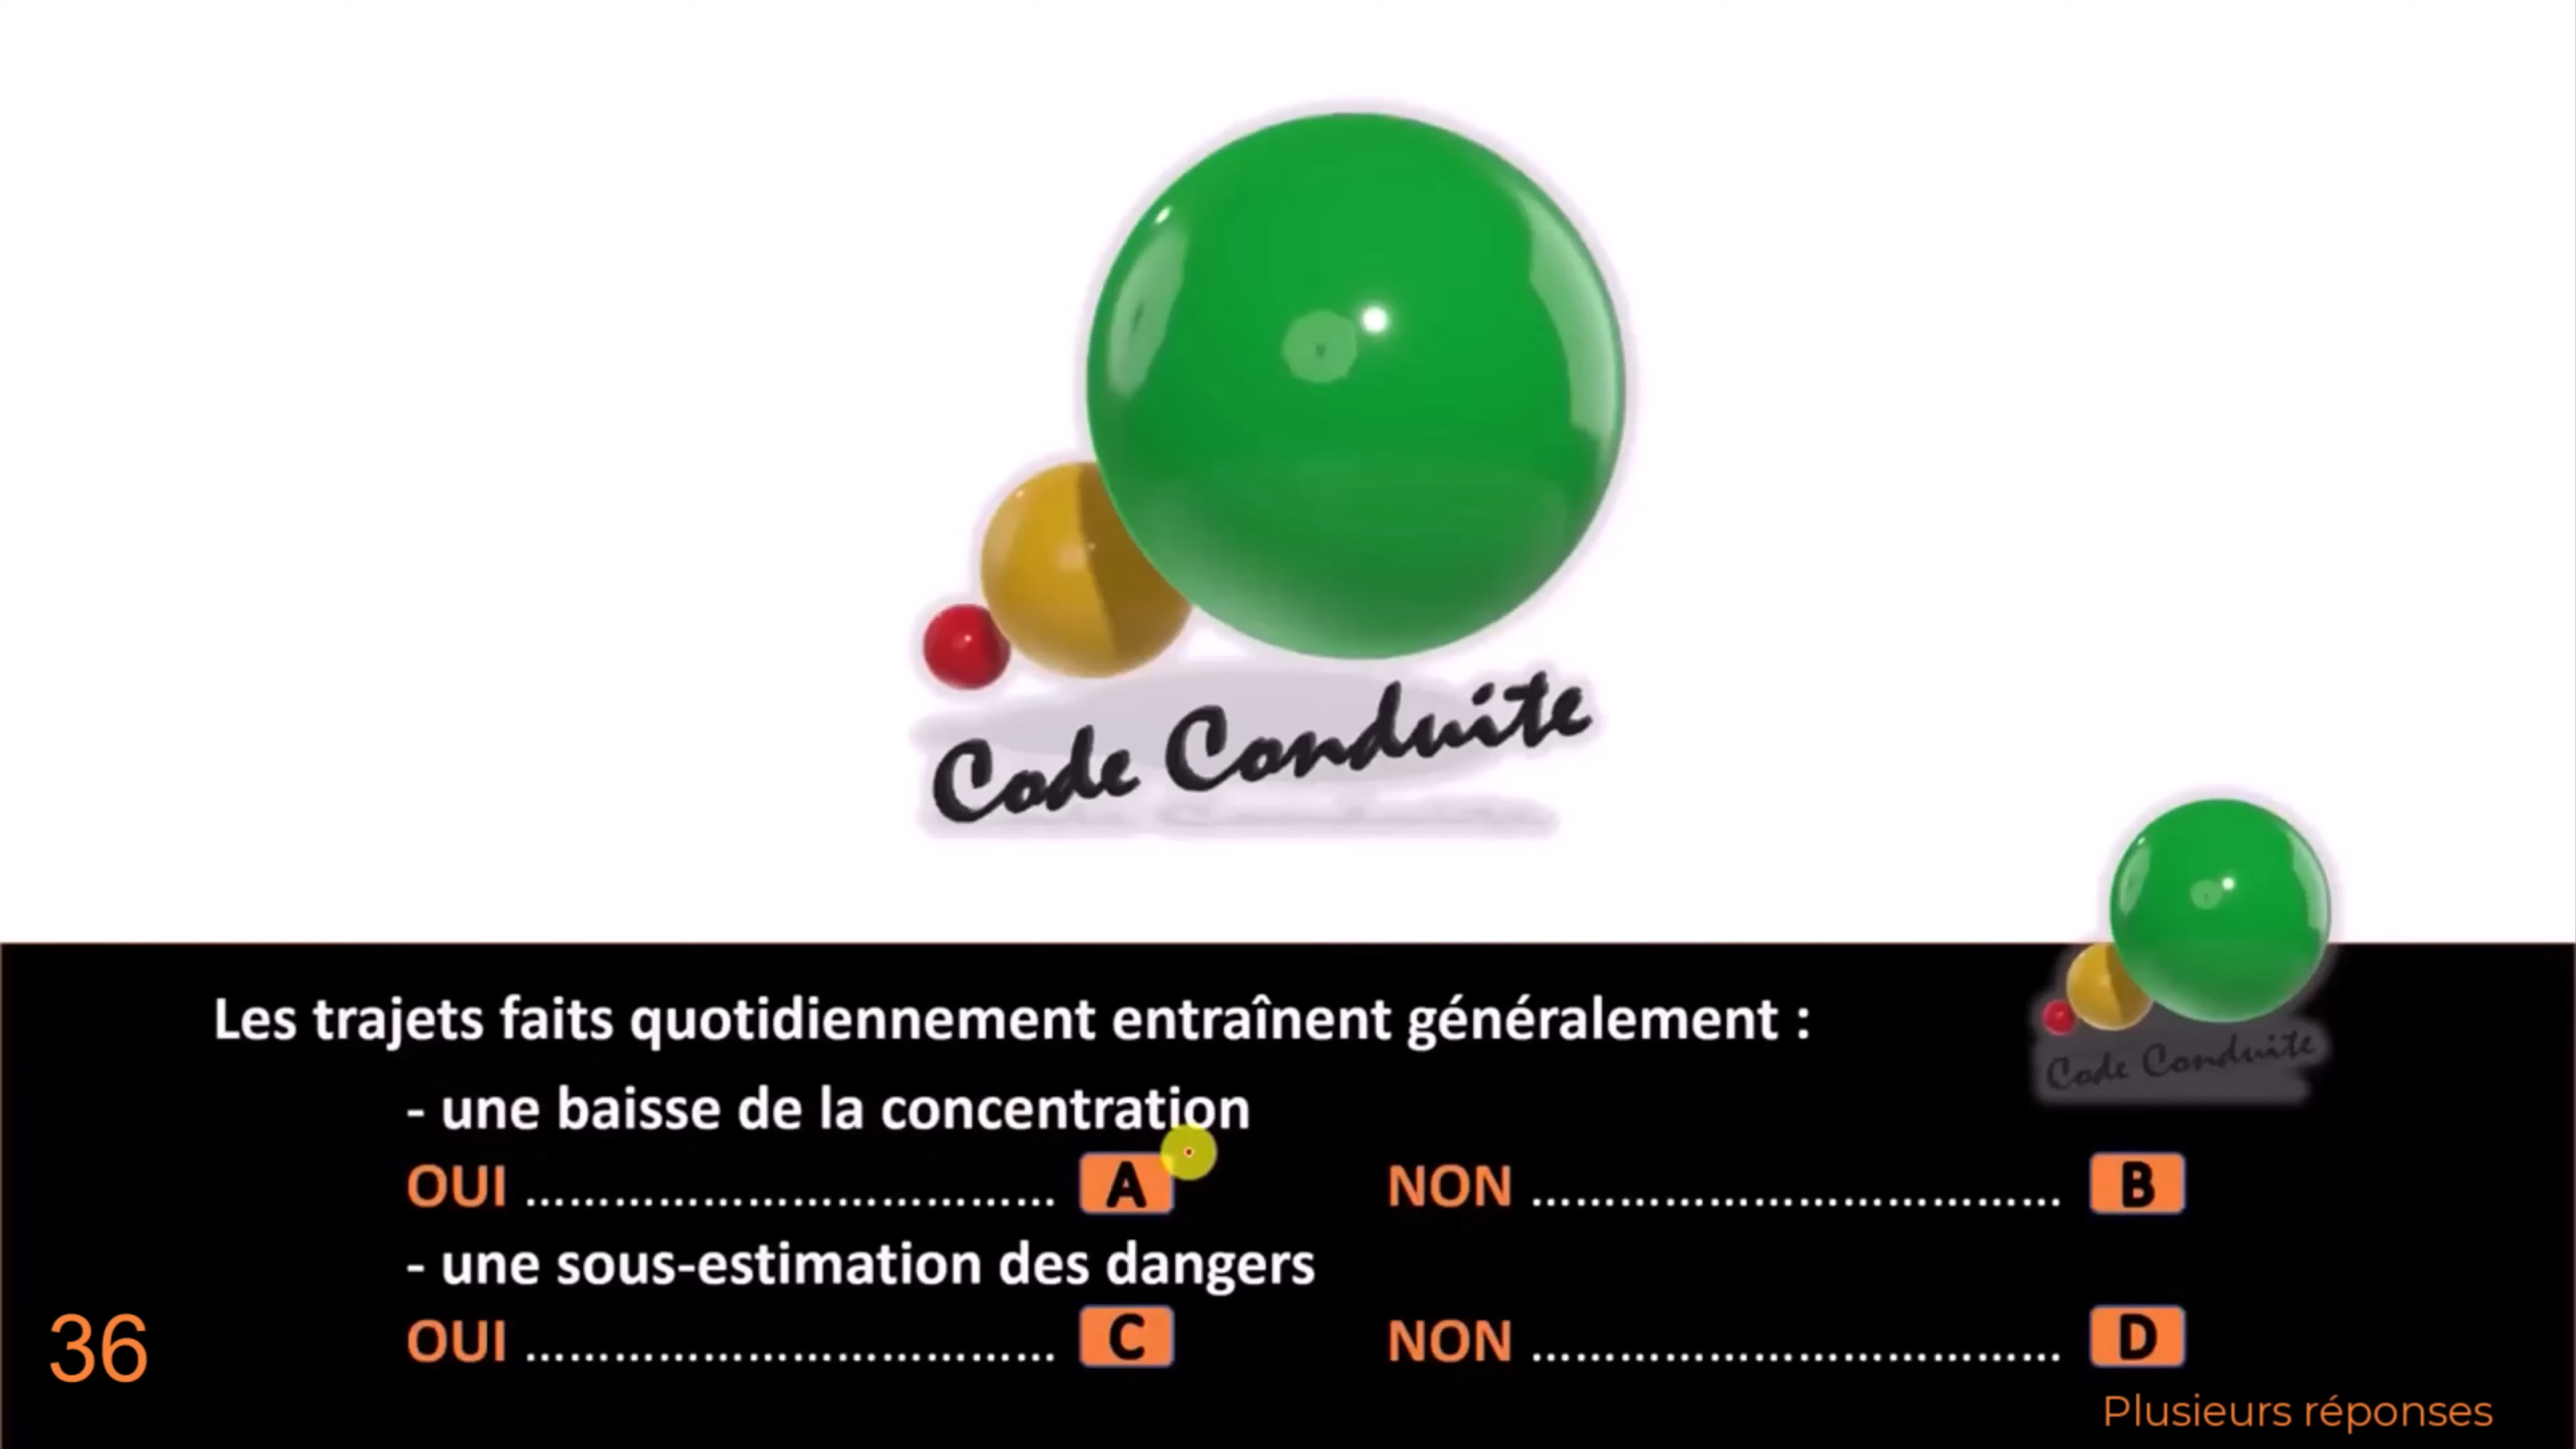 Code Conduite
Code Conduite
Les trajets faits quotidiennement entraînent généralement :
- une baisse de la concentration
OUI .................................... A NON .................................... B
- une sous-estimation des dangers
OUI .................................... C NON .................................... D
36
Plusieurs réponses